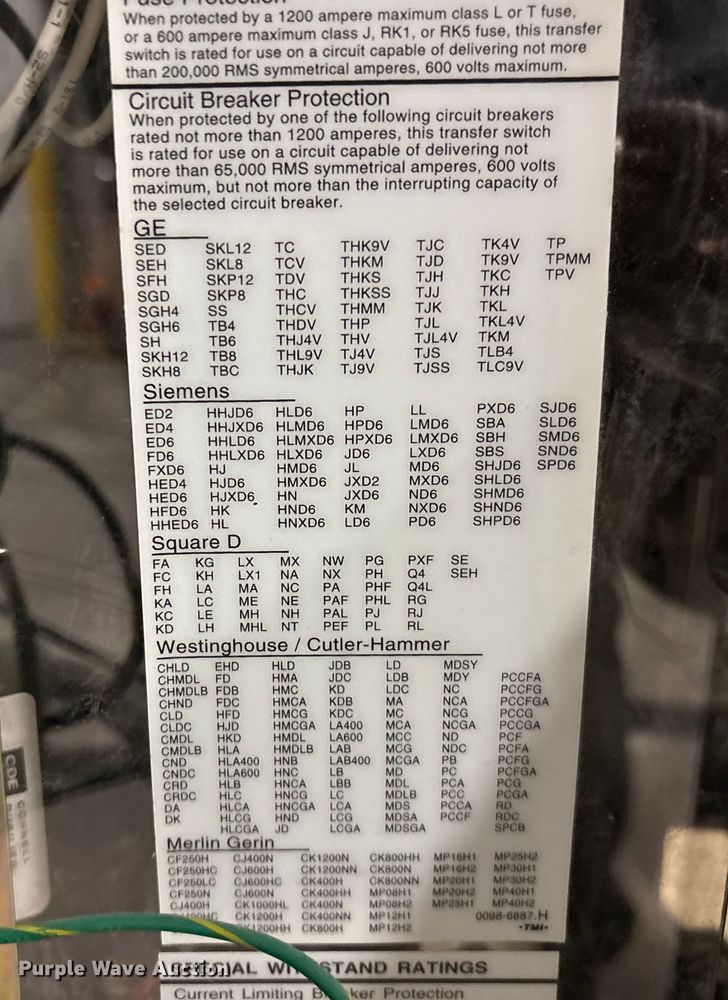 When protected by a 1200 ampere maximum class L or T fuse,
or a 600 ampere maximum class J, RK1, or RK5 fuse, this transfer
switch is rated for use on a circuit capable of delivering not more
than 200,000 RMS symmetrical amperes, 600 volts maximum.
Circuit Breaker Protection
When protected by one of the following circuit breakers
rated not more than 1200 amperes, this transfer switch
is rated for use on a circuit capable of delivering not
more than 65,000 RMS symmetrical amperes, 600 volts
maximum, but not more than the interrupting capacity of
the selected circuit breaker.
GE
SED SKL12 TC THK9V TJC TK4V TP
SEH SKL8 TCV THKM TJD TK9V TPMM
SFH SKP12 TDV THKS TJH TKC TPV
SGD SKP8 THC THKSS TJJ TKH
SGH4 SS THCV THMM TJK TKL
SGH6 TB4 THDV THP TJL TKL4V
SH TB6 THJ4V THV TJL4V TKM
SKH12 TB8 THL9V TJ4V TJS TLB4
SKH8 TBC THJK TJ9V TJSS TLC9V
Siemens
ED2 HHJD6 HLD6 HP LL PXD6 SJD6
ED4 HHJXD6 HLMD6 HPD6 LMD6 SBA SLD6
ED6 HHLD6 HLMXD6 HPXD6 LMXD6 SBH SMD6
FD6 HHLXD6 HLXD6 JD6 LXD6 SBS SND6
FXD6 HJ HMD6 JL MD6 SHJD6 SPD6
HED4 HJD6 HMXD6 JXD2 MXD6 SHLD6
HED6 HJXD6 HN JXD6 ND6 SHMD6
HFD6 HK HND6 KM NXD6 SHND6
HHED6 HL HNXD6 LD6 PD6 SHPD6
Square D
FA KG LX MX NW PG PXF SE
FC KH LX1 NA NX PH Q4 SEH
FH LA MA NC PA PHF Q4L
KA LC ME NE PAF PHL RG
KC LE MH NH PAL PJ RJ
KD LH MHL NT PEF PL RL
Westinghouse / Cutler-Hammer
CHLD EHD HLD JDB LD MDSY
CHMDL FD HMA JDC LDB MDY PCCFA
CHMDLB FDB HMC KD LDC NC PCCFG
CHND FDC HMCA KDB MA NCA PCCFGA
CLD HFD HMCG KDC MC NCG PCCG
CLDC HJD HMCGA LA400 MCA NCGA PCCGA
CMDL HKD HMDL LA600 MCC ND PCF
CMDLB HLA HMDLB LAB MCG NDC PCFA
CND HLA400 HNB LAB400 MCGA PB PCFG
CNDC HLA600 HNC LB MD PC PCFGA
CRD HLB HNCA LBB MDL PCA PCG
CRDC HLC HNCG LC MDLB PCC PCGA
DA HLCA HNCGA LCA MDS PCCA RD
DK HLCG HND LCG MDSA PCCF RDC
HLCGA JD LCGA MDSGA SPCB
Merlin Gerin
CF250H CJ400N CK1200N CK800HH MP16H1 MP25H2
CF250HC CJ600H CK1200NN CK800N MP16H2 MP30H1
CF250LC CJ600HC CK400H CK800NN MP20H1 MP30H2
CF250N CJ600N CK400HH MP08H1 MP20H2 MP40H1
CJ400H CK1000HL CK400N MP08H2 MP25H1 MP40H2
CK1200H CK400NN MP12H1 0098-6887.H
CK800H MP12H2 -TMI-
RATINGS
Current Limiting
Protection
CDE CORNELL
Purple Wave Auction